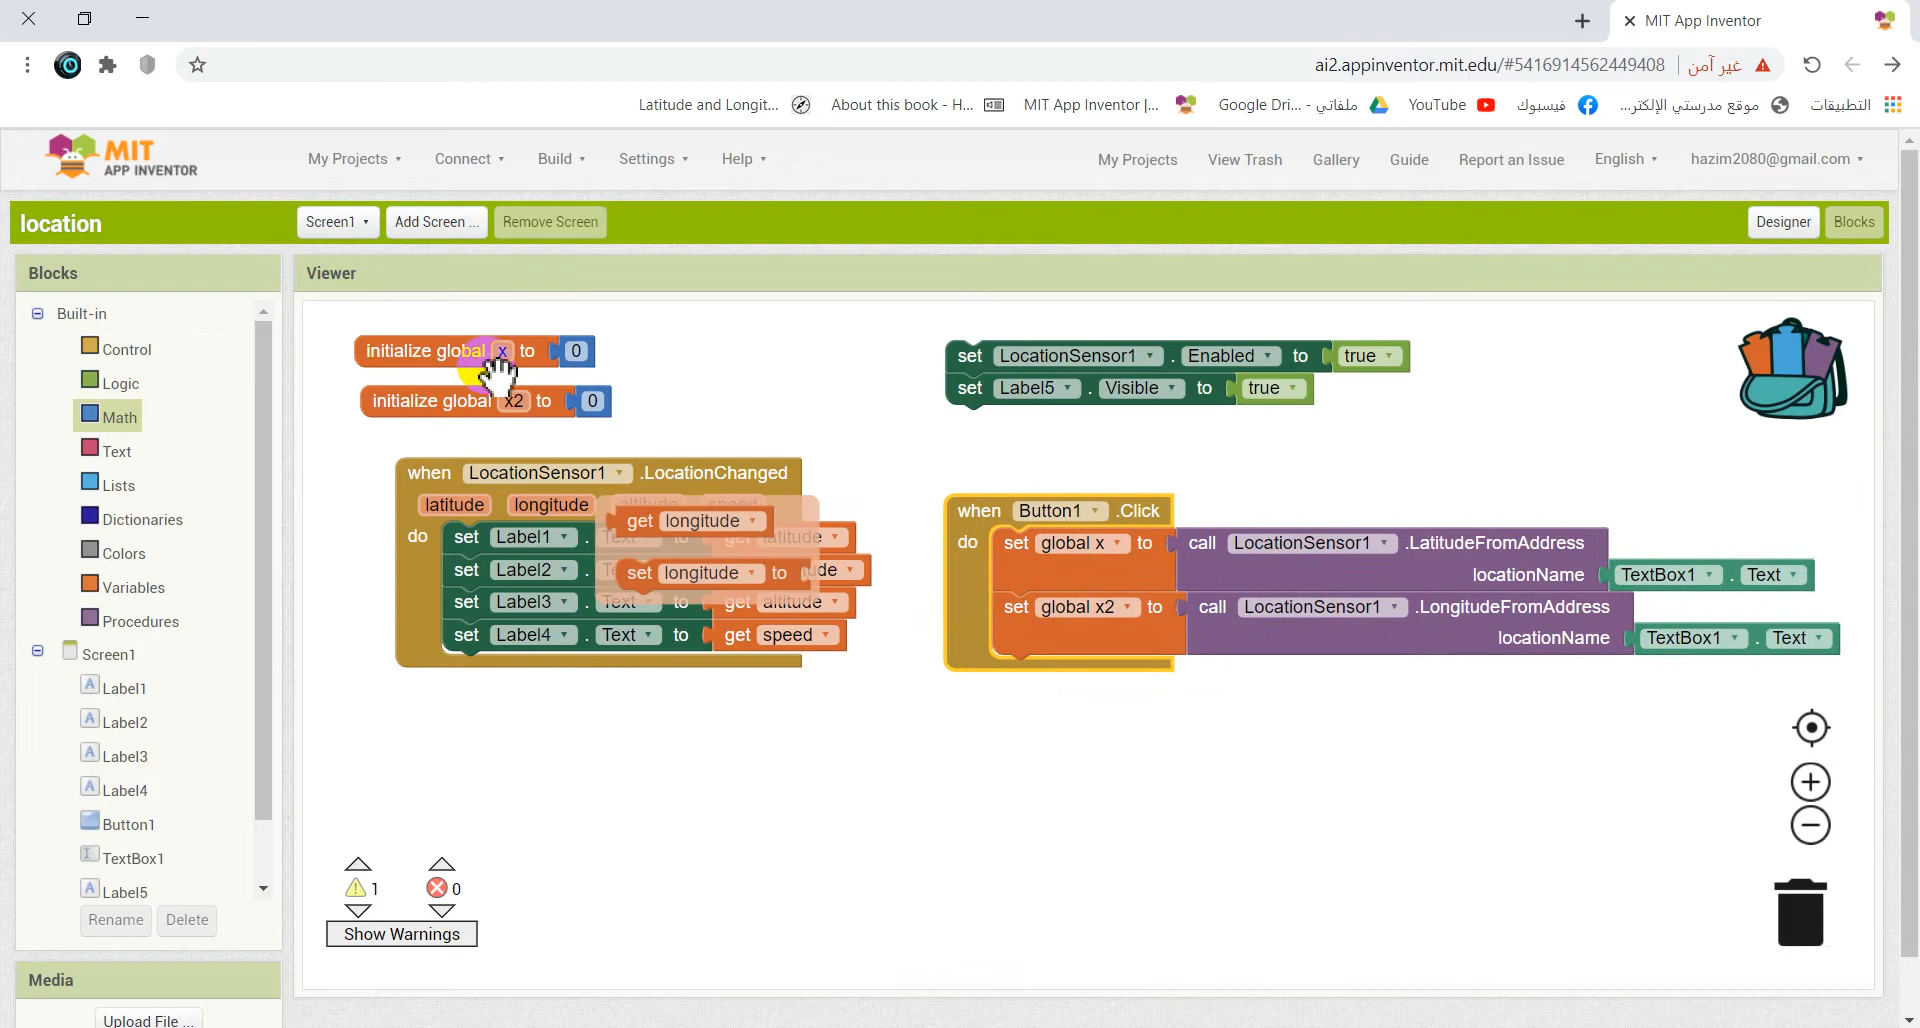 MIT App Inventor
ai2.appinventor.mit.edu/#5416914562449408
غير آمن
Latitude and Longit...
About this book - H...
MIT App Inventor |...
Google Dri... - ملفاتي
YouTube
فيسبوك
موقع مدرستي الإلكتر...
التطبيقات
MIT
APP INVENTOR
My Projects
Connect
Build
Settings
Help
My Projects
View Trash
Gallery
Guide
Report an Issue
English
hazim2080@gmail.com
location
Screen1
Add Screen ...
Remove Screen
Designer
Blocks
Blocks
Viewer
Built-in
Control
Logic
Math
Text
Lists
Dictionaries
Colors
Variables
Procedures
Screen1
Label1
Label2
Label3
Label4
Button1
TextBox1
Label5
Rename
Delete
Media
Upload File ...
initialize global x to 0
initialize global x2 to 0
set LocationSensor1 . Enabled to true
set Label5 . Visible to true
when LocationSensor1 .LocationChanged
latitude longitude altitude speed
do set Label1 . Text to get latitude
set Label2 .
set Label3 . Text to get altitude
set Label4 . Text to get speed
get longitude
set longitude to
when Button1 .Click
do set global x to call LocationSensor1 .LatitudeFromAddress
locationName TextBox1 . Text
set global x2 to call LocationSensor1 .LongitudeFromAddress
locationName TextBox1 . Text
1
0
Show Warnings